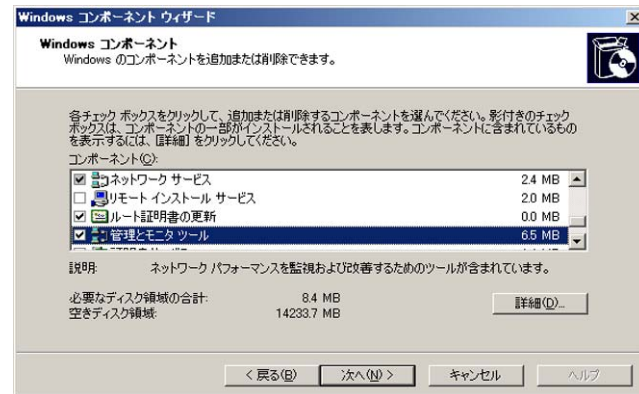 Windows コンポーネント ウィザード
Windows コンポーネント
Windows のコンポーネントを追加または削除できます。
各チェック ボックスをクリックして、追加または削除するコンポーネントを選んでください。影付きのチェック
ボックスは、コンポーネントの一部がインストールされることを表します。コンポーネントに含まれているもの
を表示するには、[詳細] をクリックしてください。
コンポーネント(C):
ネットワーク サービス 2.4 MB
リモート インストール サービス 2.0 MB
ルート証明書の更新 0.0 MB
管理とモニタ ツール 6.5 MB
説明: ネットワーク パフォーマンスを監視および改善するためのツールが含まれています。
必要なディスク領域の合計: 8.4 MB
空きディスク領域: 14233.7 MB
詳細(D)...
< 戻る(B) 次へ(N) > キャンセル ヘルプ